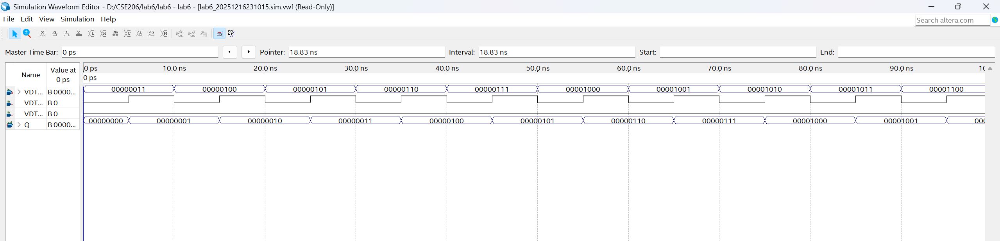 Simulation Waveform Editor - D:/CSE206/lab6/lab6 - lab6 - [lab6_20251216231015.sim.vwf (Read-Only)]
File Edit View Simulation Help
Search altera.com
Master Time Bar: 0 ps Pointer: 18.83 ns Interval: 18.83 ns Start: End:
Name Value at 0 ps
0 ps 10.0 ns 20.0 ns 30.0 ns 40.0 ns 50.0 ns 60.0 ns 70.0 ns 80.0 ns 90.0 ns 10
0 ps
VDT... B 0000... 00000011 00000100 00000101 00000110 00000111 00001000 00001001 00001010 00001011 00001100
VDT... B 0
VDT... B 0
Q B 0000... 00000000 00000001 00000010 00000011 00000100 00000101 00000110 00000111 00001000 00001001 000